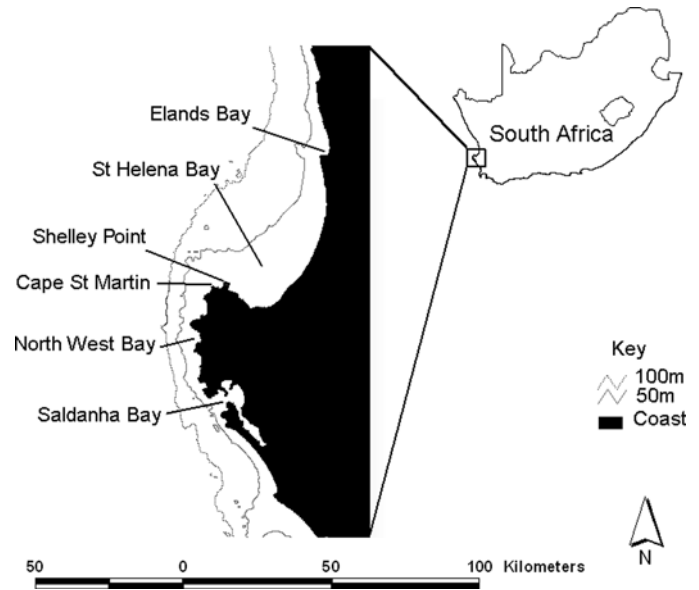 Elands Bay
South Africa
St Helena Bay
Shelley Point
Cape St Martin
North West Bay
Saldanha Bay
Key
100m
50m
Coast
N
50 0 50 100 Kilometers